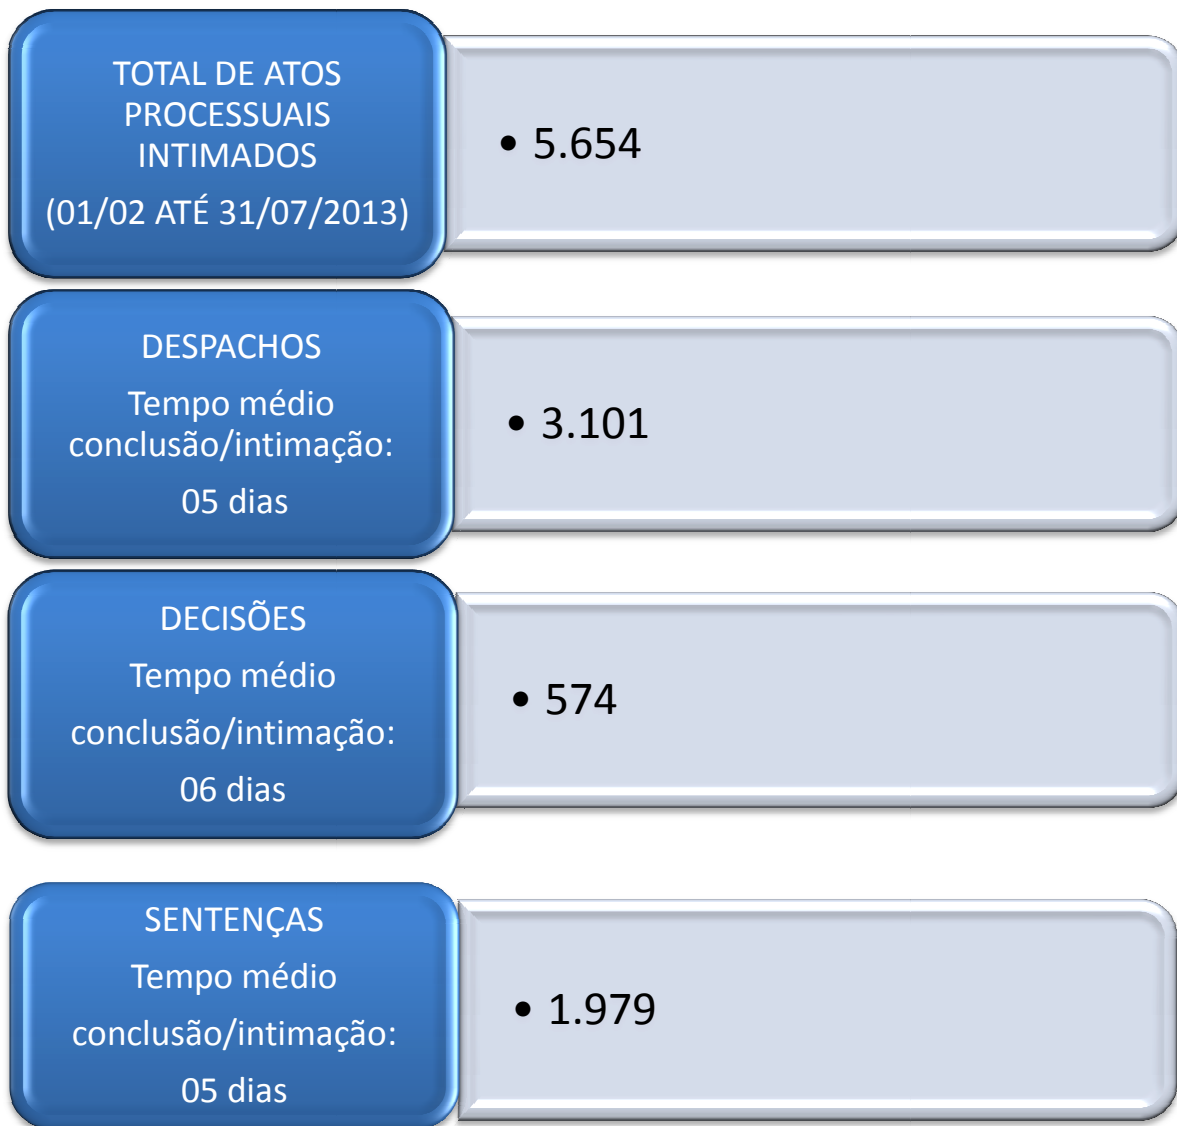 TOTAL DE ATOS
PROCESSUAIS
INTIMADOS
(01/02 ATÉ 31/07/2013)
• 5.654
DESPACHOS
Tempo médio
conclusão/intimação:
05 dias
• 3.101
DECISÕES
Tempo médio
conclusão/intimação:
06 dias
• 574
SENTENÇAS
Tempo médio
conclusão/intimação:
05 dias
• 1.979